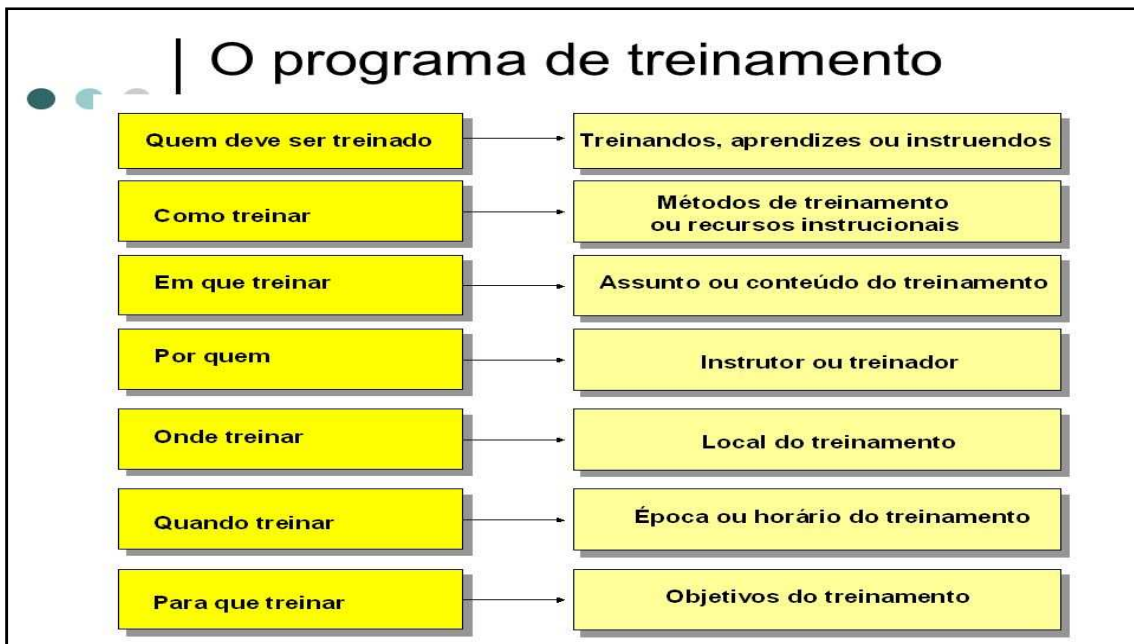 O programa de treinamento
Quem deve ser treinado
Treinandos, aprendizes ou instruendos
Como treinar
Métodos de treinamento
ou recursos instrucionais
Em que treinar
Assunto ou conteúdo do treinamento
Por quem
Instrutor ou treinador
Onde treinar
Local do treinamento
Quando treinar
Época ou horário do treinamento
Para que treinar
Objetivos do treinamento